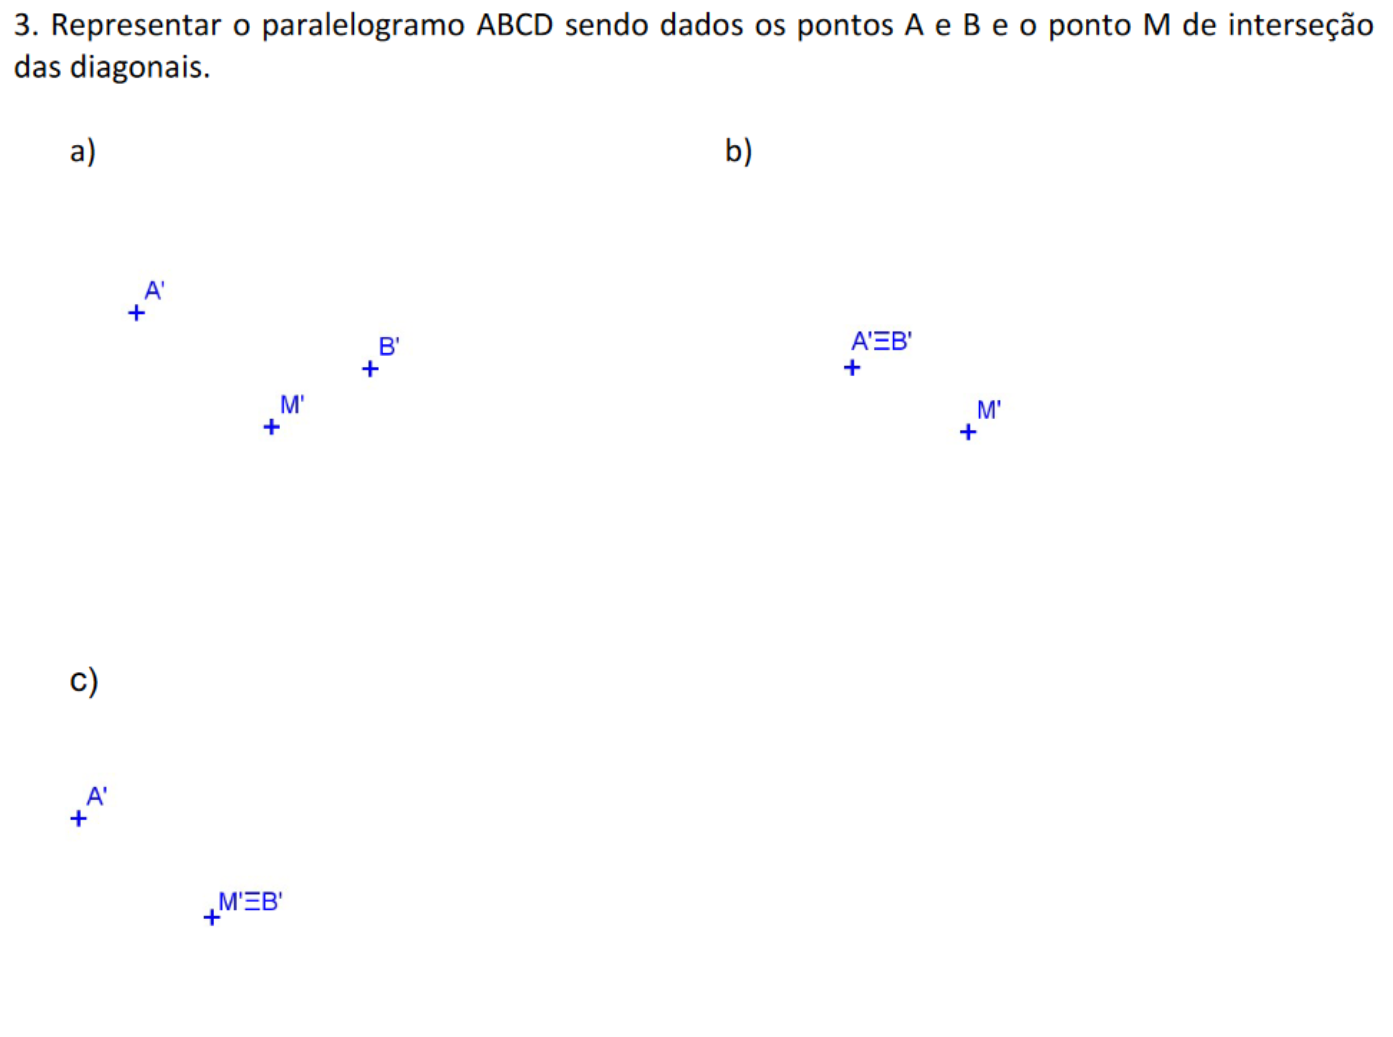 3. Representar o paralelogramo ABCD sendo dados os pontos A e B e o ponto M de interseção
das diagonais.
a)
b)
A'
B'
M'
A'ΞB'
M'
c)
A'
M'ΞB'